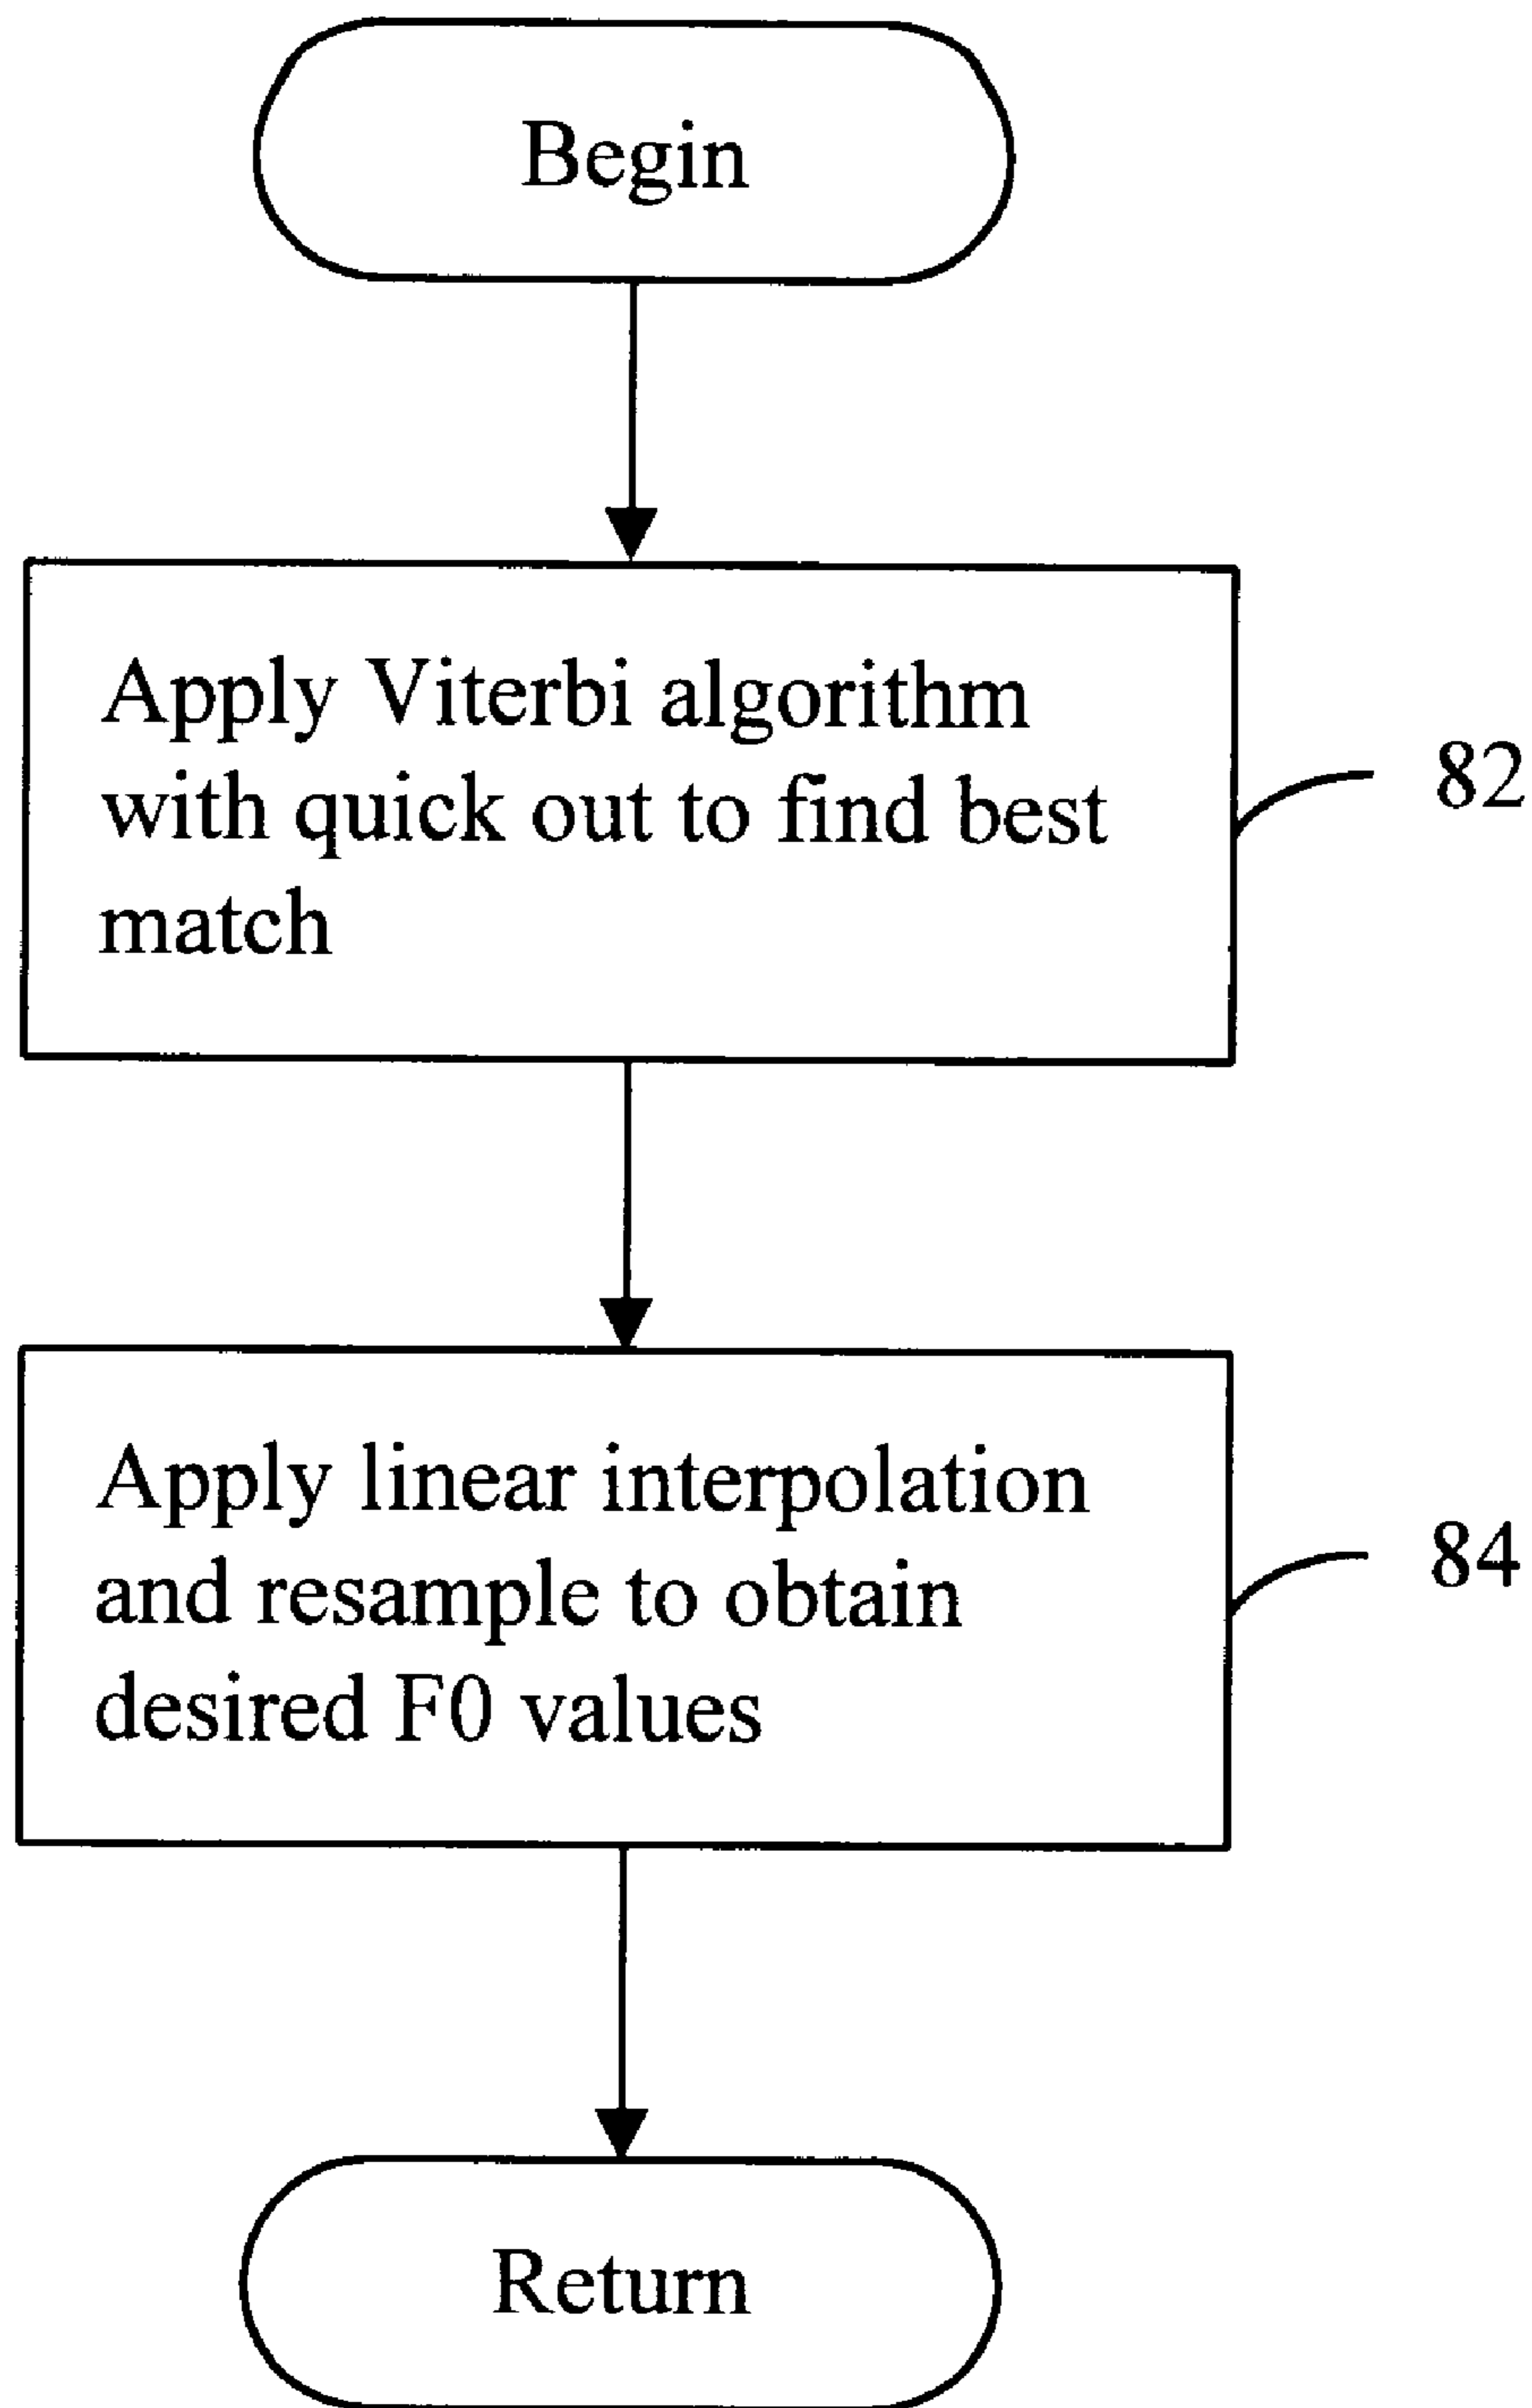 Begin
Apply Viterbi algorithm
with quick out to find best
match
82
Apply linear interpolation
and resample to obtain
desired F0 values
84
Return